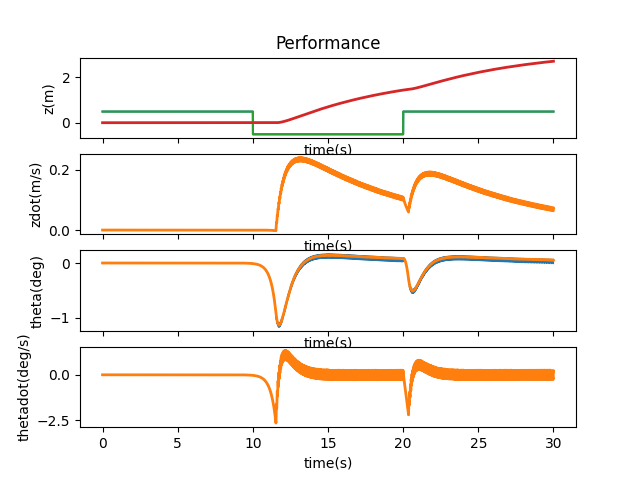 Performance
z(m)
2
0
time(s)
zdot(m/s)
0.2
0.0
time(s)
theta(deg)
0
−1
time(s)
thetadot(deg/s)
0.0
−2.5
0 5 10 15 20 25 30
time(s)